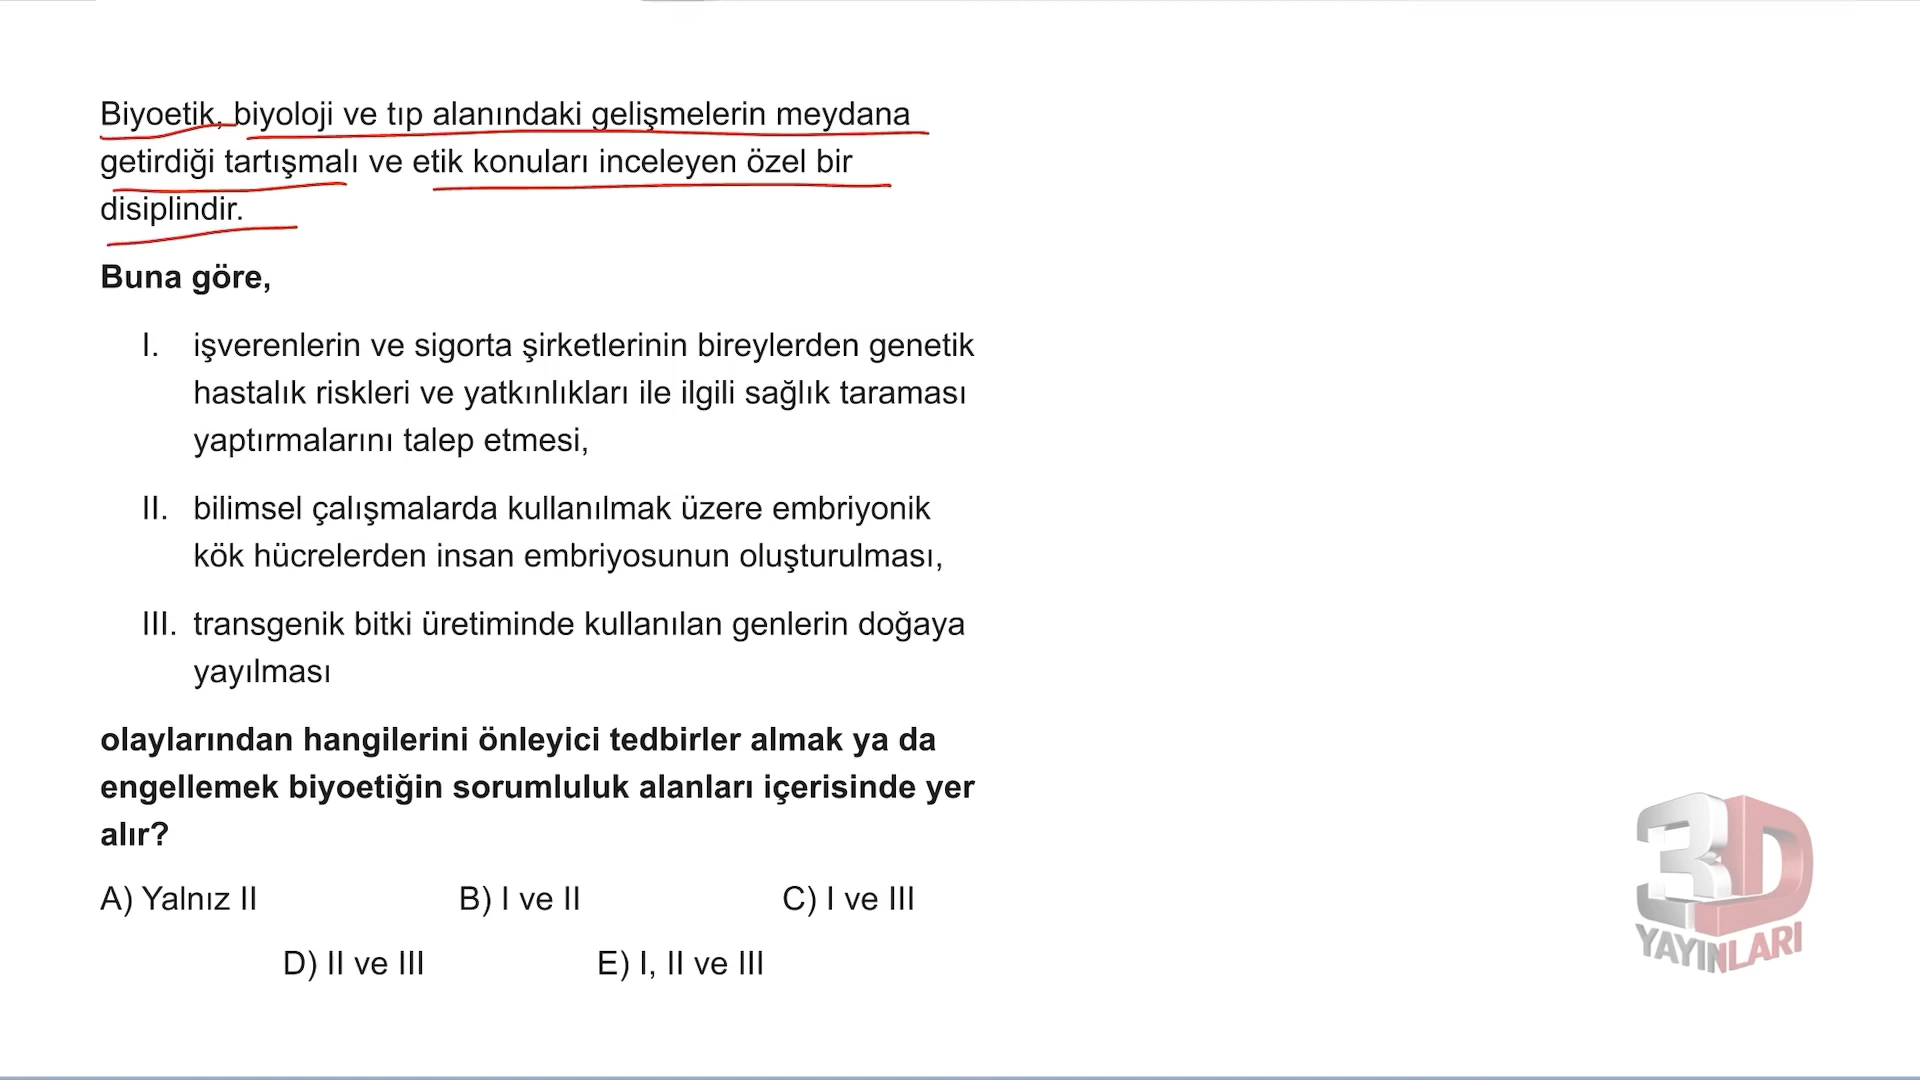 Biyoetik, biyoloji ve tıp alanındaki gelişmelerin meydana
getirdiği tartışmalı ve etik konuları inceleyen özel bir
disiplindir.
Buna göre,
I. işverenlerin ve sigorta şirketlerinin bireylerden genetik
hastalık riskleri ve yatkınlıkları ile ilgili sağlık taraması
yaptırmalarını talep etmesi,
II. bilimsel çalışmalarda kullanılmak üzere embriyonik
kök hücrelerden insan embriyosunun oluşturulması,
III. transgenik bitki üretiminde kullanılan genlerin doğaya
yayılması
olaylarından hangilerini önleyici tedbirler almak ya da
engellemek biyoetiğin sorumluluk alanları içerisinde yer
alır?
A) Yalnız II B) I ve II C) I ve III
D) II ve III E) I, II ve III
3D
YAYINLARI